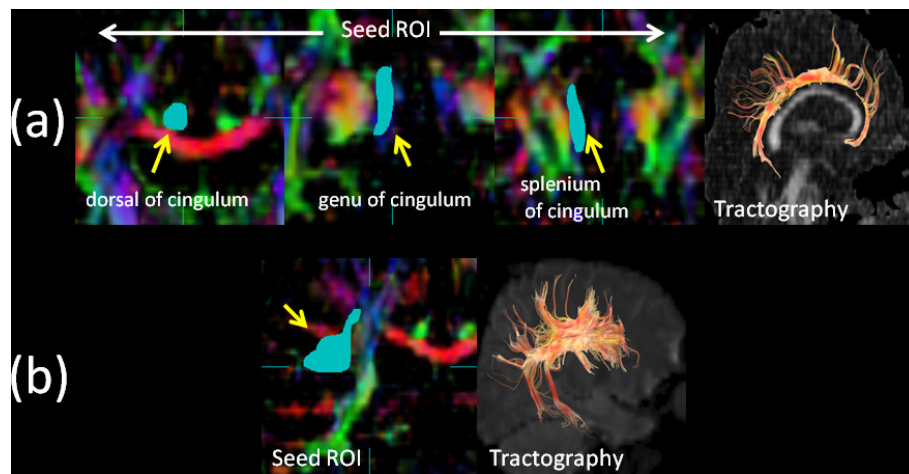 Seed ROI
(a)
dorsal of cingulum
genu of cingulum
splenium
of cingulum
Tractography
(b)
Seed ROI
Tractography